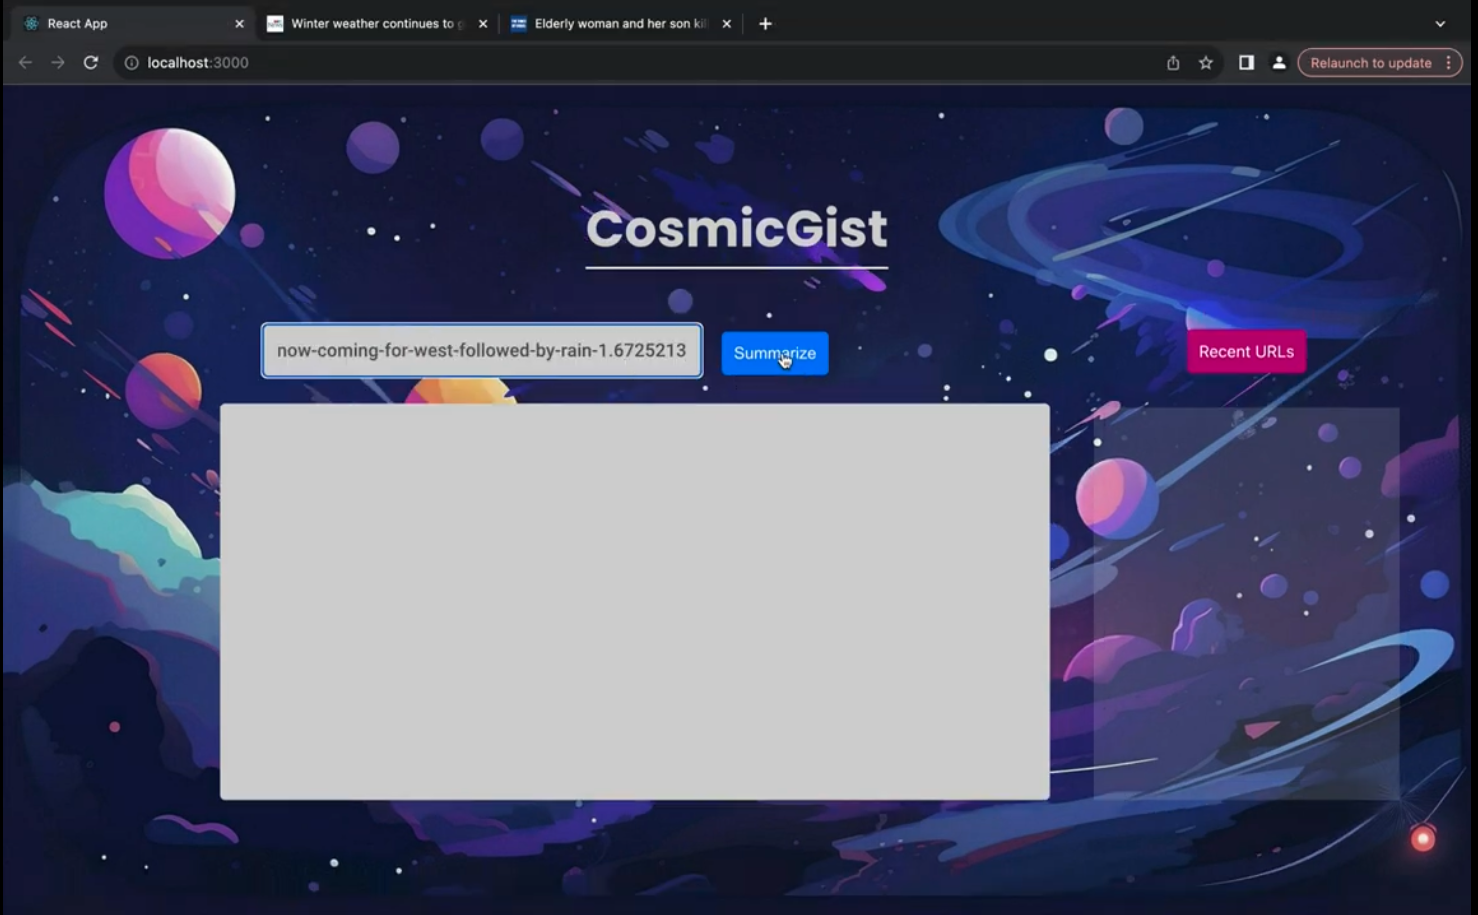 React App
Winter weather continues to g
Elderly woman and her son kil
localhost:3000
Relaunch to update
CosmicGist
now-coming-for-west-followed-by-rain-1.6725213
Summarize
Recent URLs